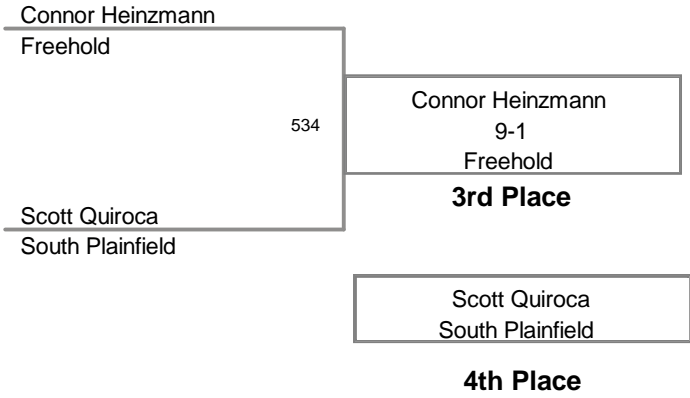 Connor Heinzmann
Freehold
534
Connor Heinzmann
9-1
Freehold
3rd Place
Scott Quiroca
South Plainfield
Scott Quiroca
South Plainfield
4th Place